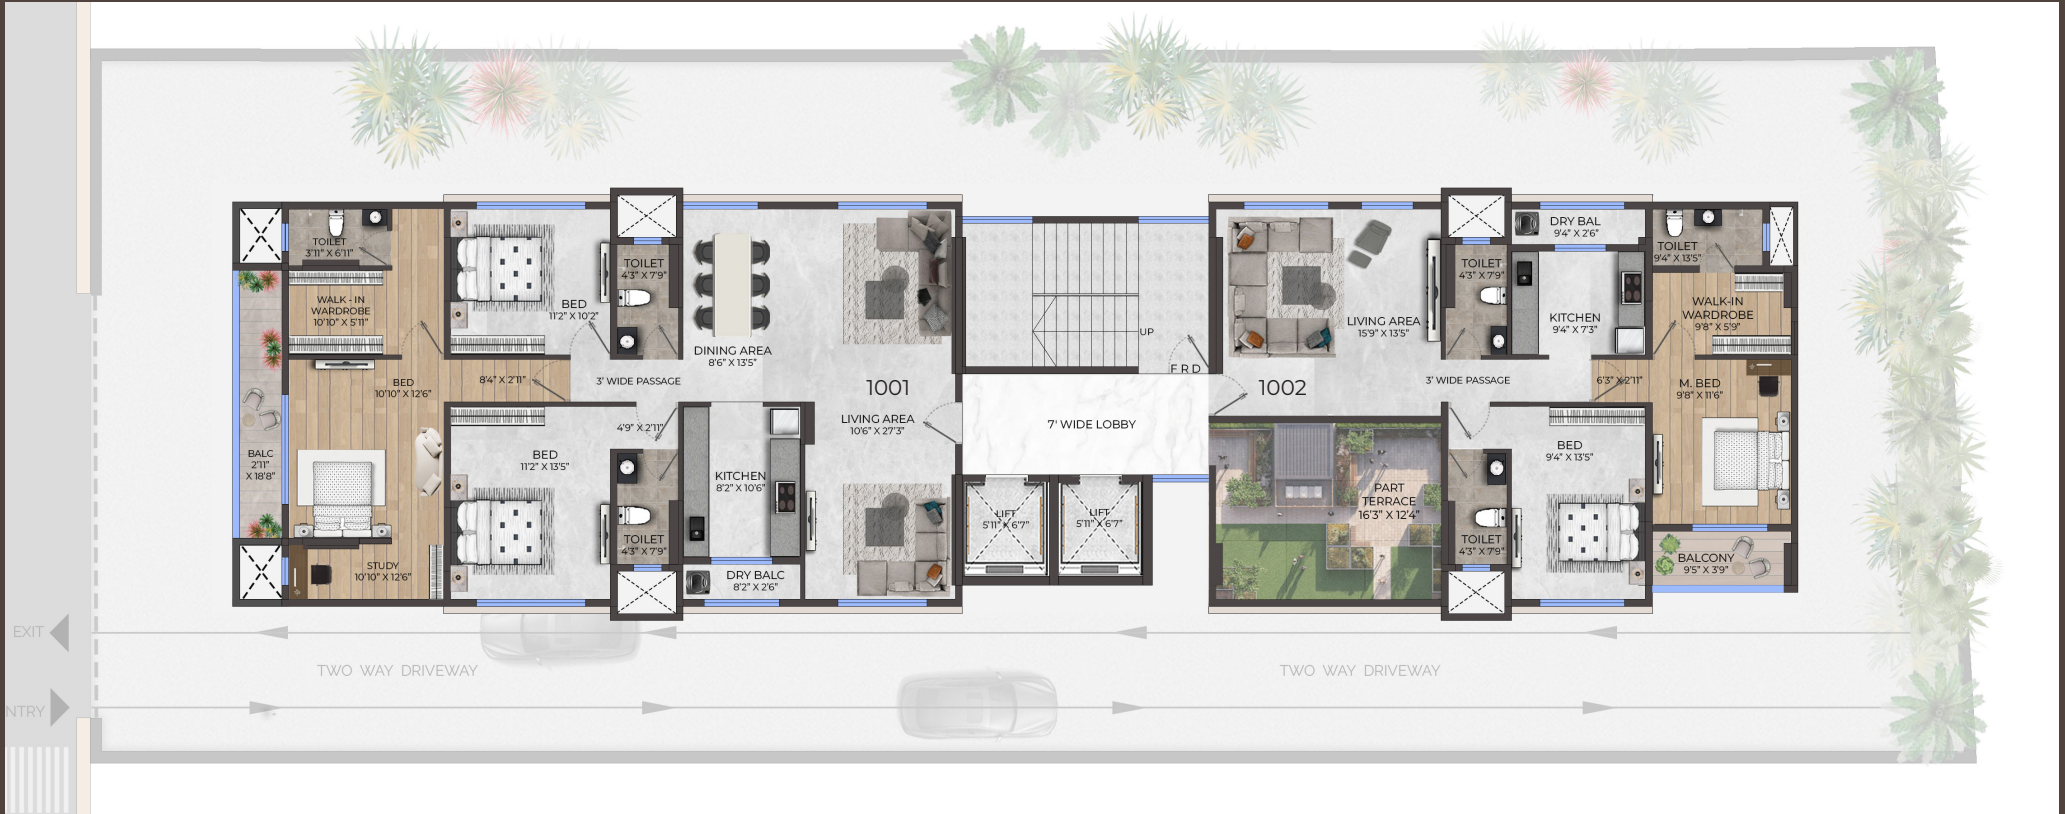 TOILET
3'11" X 6'11"
WALK - IN
WARDROBE
10'10" X 5'11"
BED
10'10" X 12'6"
BALC
2'11"
X 18'8"
STUDY
10'10" X 12'6"
BED
11'2" X 10'2"
8'4" X 2'11"
TOILET
4'3" X 7'9"
3' WIDE PASSAGE
4'9" X 2'11"
BED
11'2" X 13'5"
TOILET
4'3" X 7'9"
DINING AREA
8'6" X 13'5"
KITCHEN
8'2" X 10'6"
DRY BALC
8'2" X 2'6"
1001
LIVING AREA
10'6" X 27'3"
UP
F R D
7' WIDE LOBBY
LIFT
5'11" X 6'7"
LIFT
5'11" X 6'7"
1002
LIVING AREA
15'9" X 13'5"
PART
TERRACE
16'3" X 12'4"
TOILET
4'3" X 7'9"
3' WIDE PASSAGE
TOILET
4'3" X 7'9"
DRY BAL
9'4" X 2'6"
KITCHEN
9'4" X 7'3"
6'3" X 2'11"
BED
9'4" X 13'5"
TOILET
9'4" X 13'5"
WALK-IN
WARDROBE
9'8" X 5'9"
M. BED
9'8" X 11'6"
BALCONY
9'5" X 3'9"
EXIT
TWO WAY DRIVEWAY
TWO WAY DRIVEWAY
NTRY